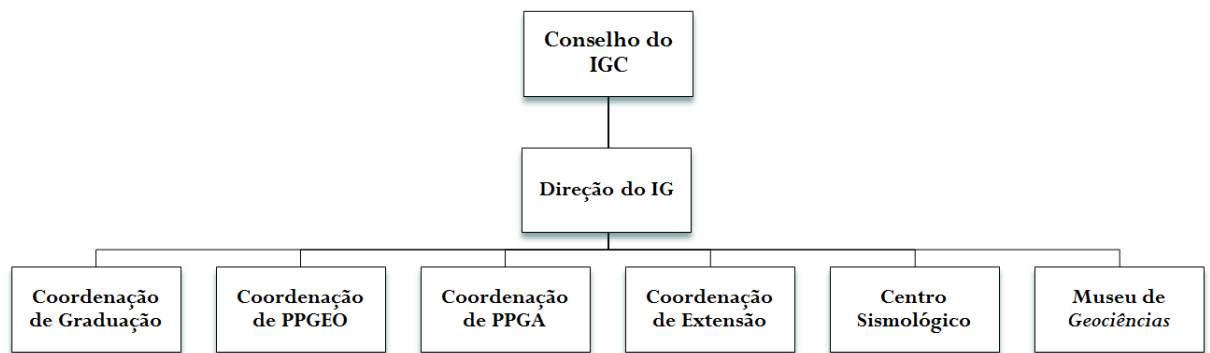 Conselho do
IGC
Direção do IG
Coordenação
de Graduação
Coordenação
de PPGEO
Coordenação
de PPGA
Coordenação
de Extensão
Centro
Sismológico
Museu de
Geociências